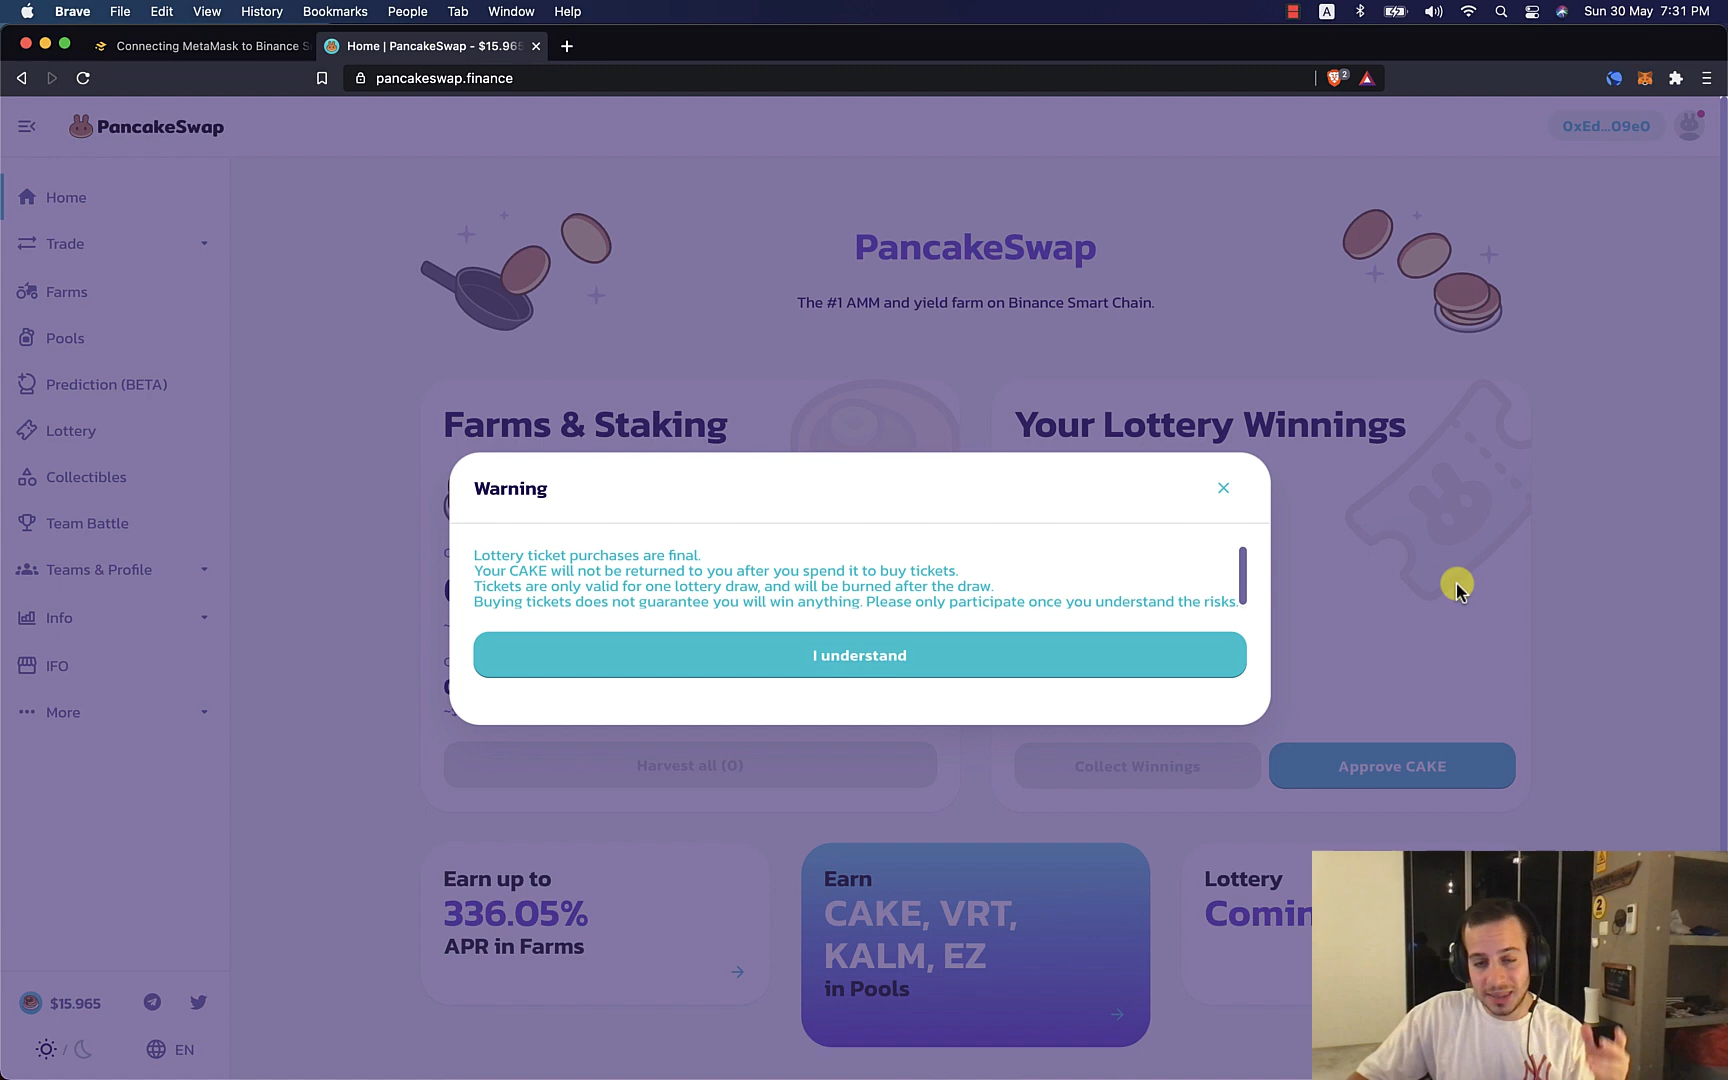 Brave File Edit View History Bookmarks People Tab Window Help
A
Sun 30 May 7:31 PM
Connecting MetaMask to Binance S
Home | PancakeSwap - $15.965
pancakeswap.finance
2
PancakeSwap
0xEd...09e0
Home
Trade
Farms
Pools
Prediction (BETA)
Lottery
Collectibles
Team Battle
Teams & Profile
Info
IFO
More
$15.965
EN
PancakeSwap
The #1 AMM and yield farm on Binance Smart Chain.
Farms & Staking
Your Lottery Winnings
Warning
Lottery ticket purchases are final.
Your CAKE will not be returned to you after you spend it to buy tickets.
Tickets are only valid for one lottery draw, and will be burned after the draw.
Buying tickets does not guarantee you will win anything. Please only participate once you understand the risks.
I understand
Harvest all (0)
Collect Winnings
Approve CAKE
Earn up to
336.05%
APR in Farms
Earn
CAKE, VRT,
KALM, EZ
in Pools
Lottery
Comin
2